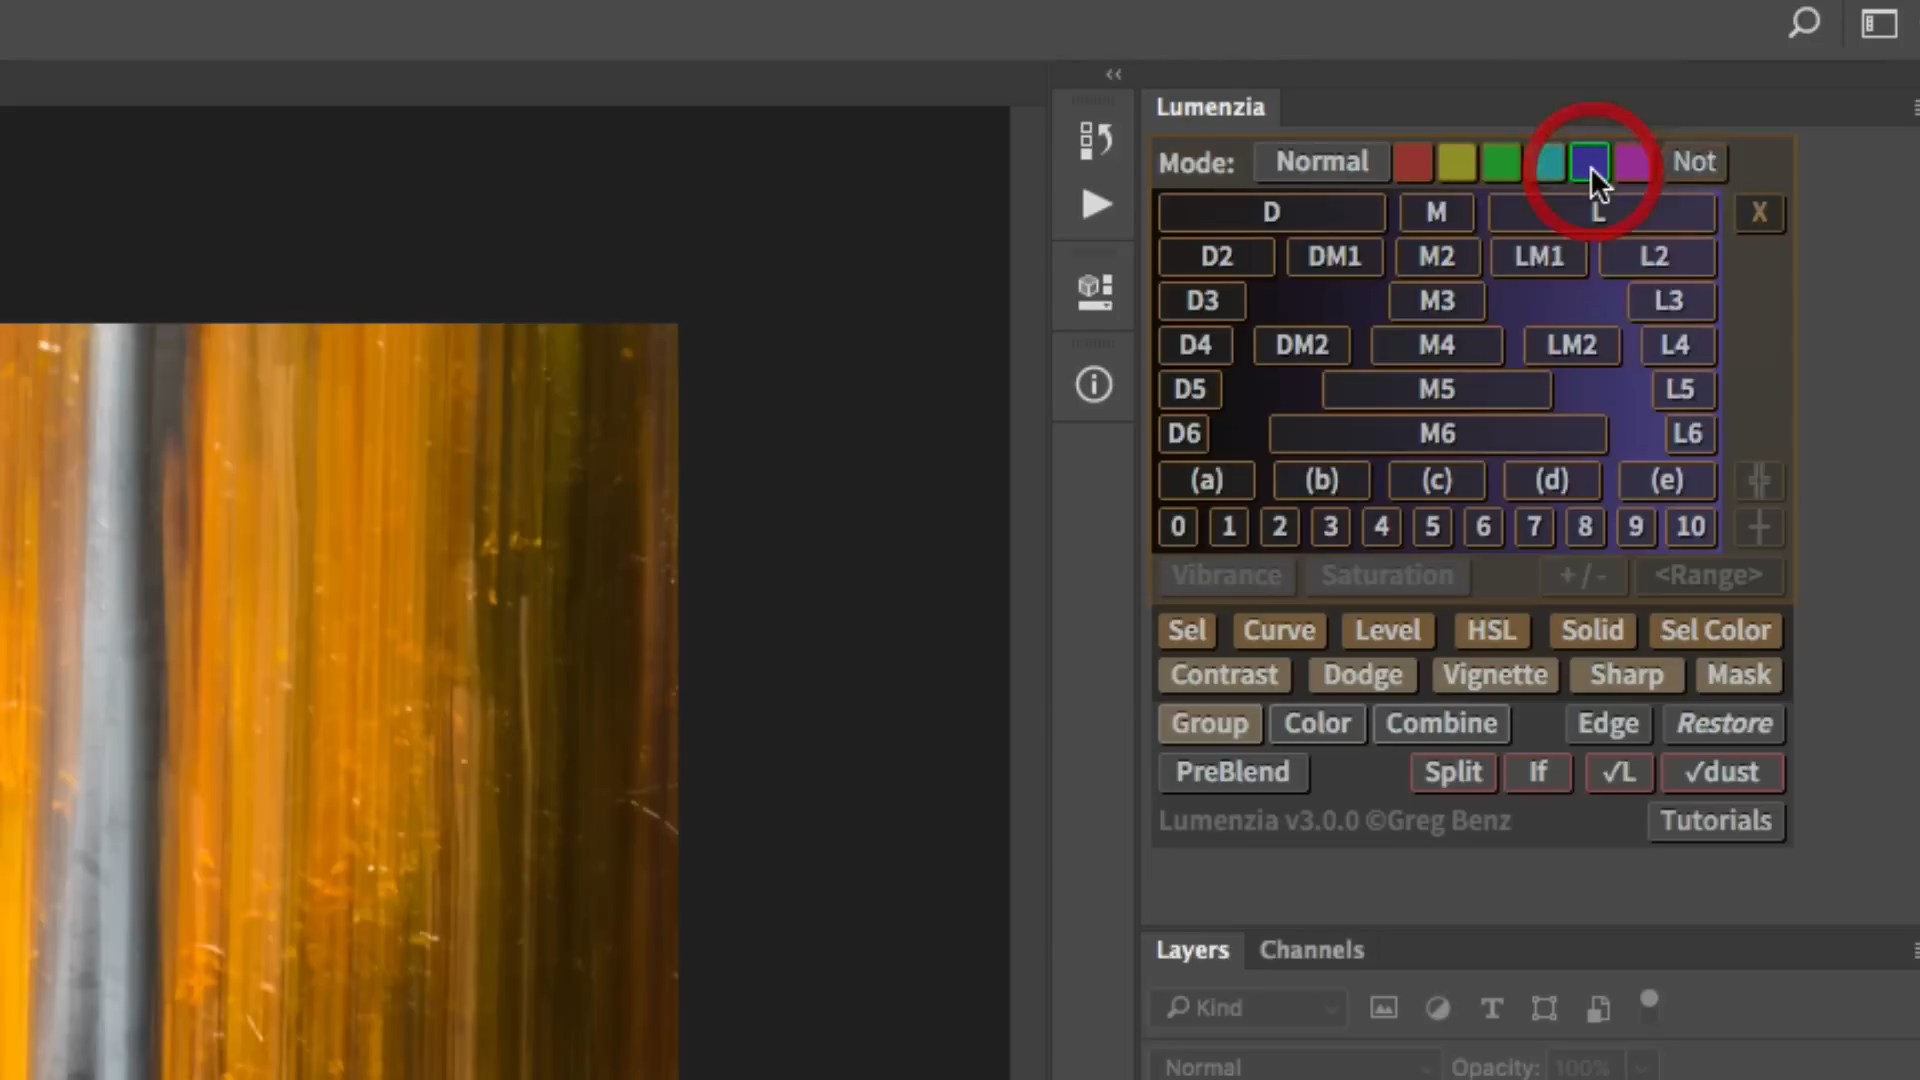 Lumenzia
Mode: Normal Not
D M L X
D2 DM1 M2 LM1 L2
D3 M3 L3
D4 DM2 M4 LM2 L4
D5 M5 L5
D6 M6 L6
(a) (b) (c) (d) (e)
0 1 2 3 4 5 6 7 8 9 10
Vibrance Saturation +/- <Range>
Sel Curve Level HSL Solid Sel Color
Contrast Dodge Vignette Sharp Mask
Group Color Combine Edge Restore
PreBlend Split If √L √dust
Lumenzia v3.0.0 ©Greg Benz Tutorials
Layers Channels
Kind
Normal Opacity: 100%